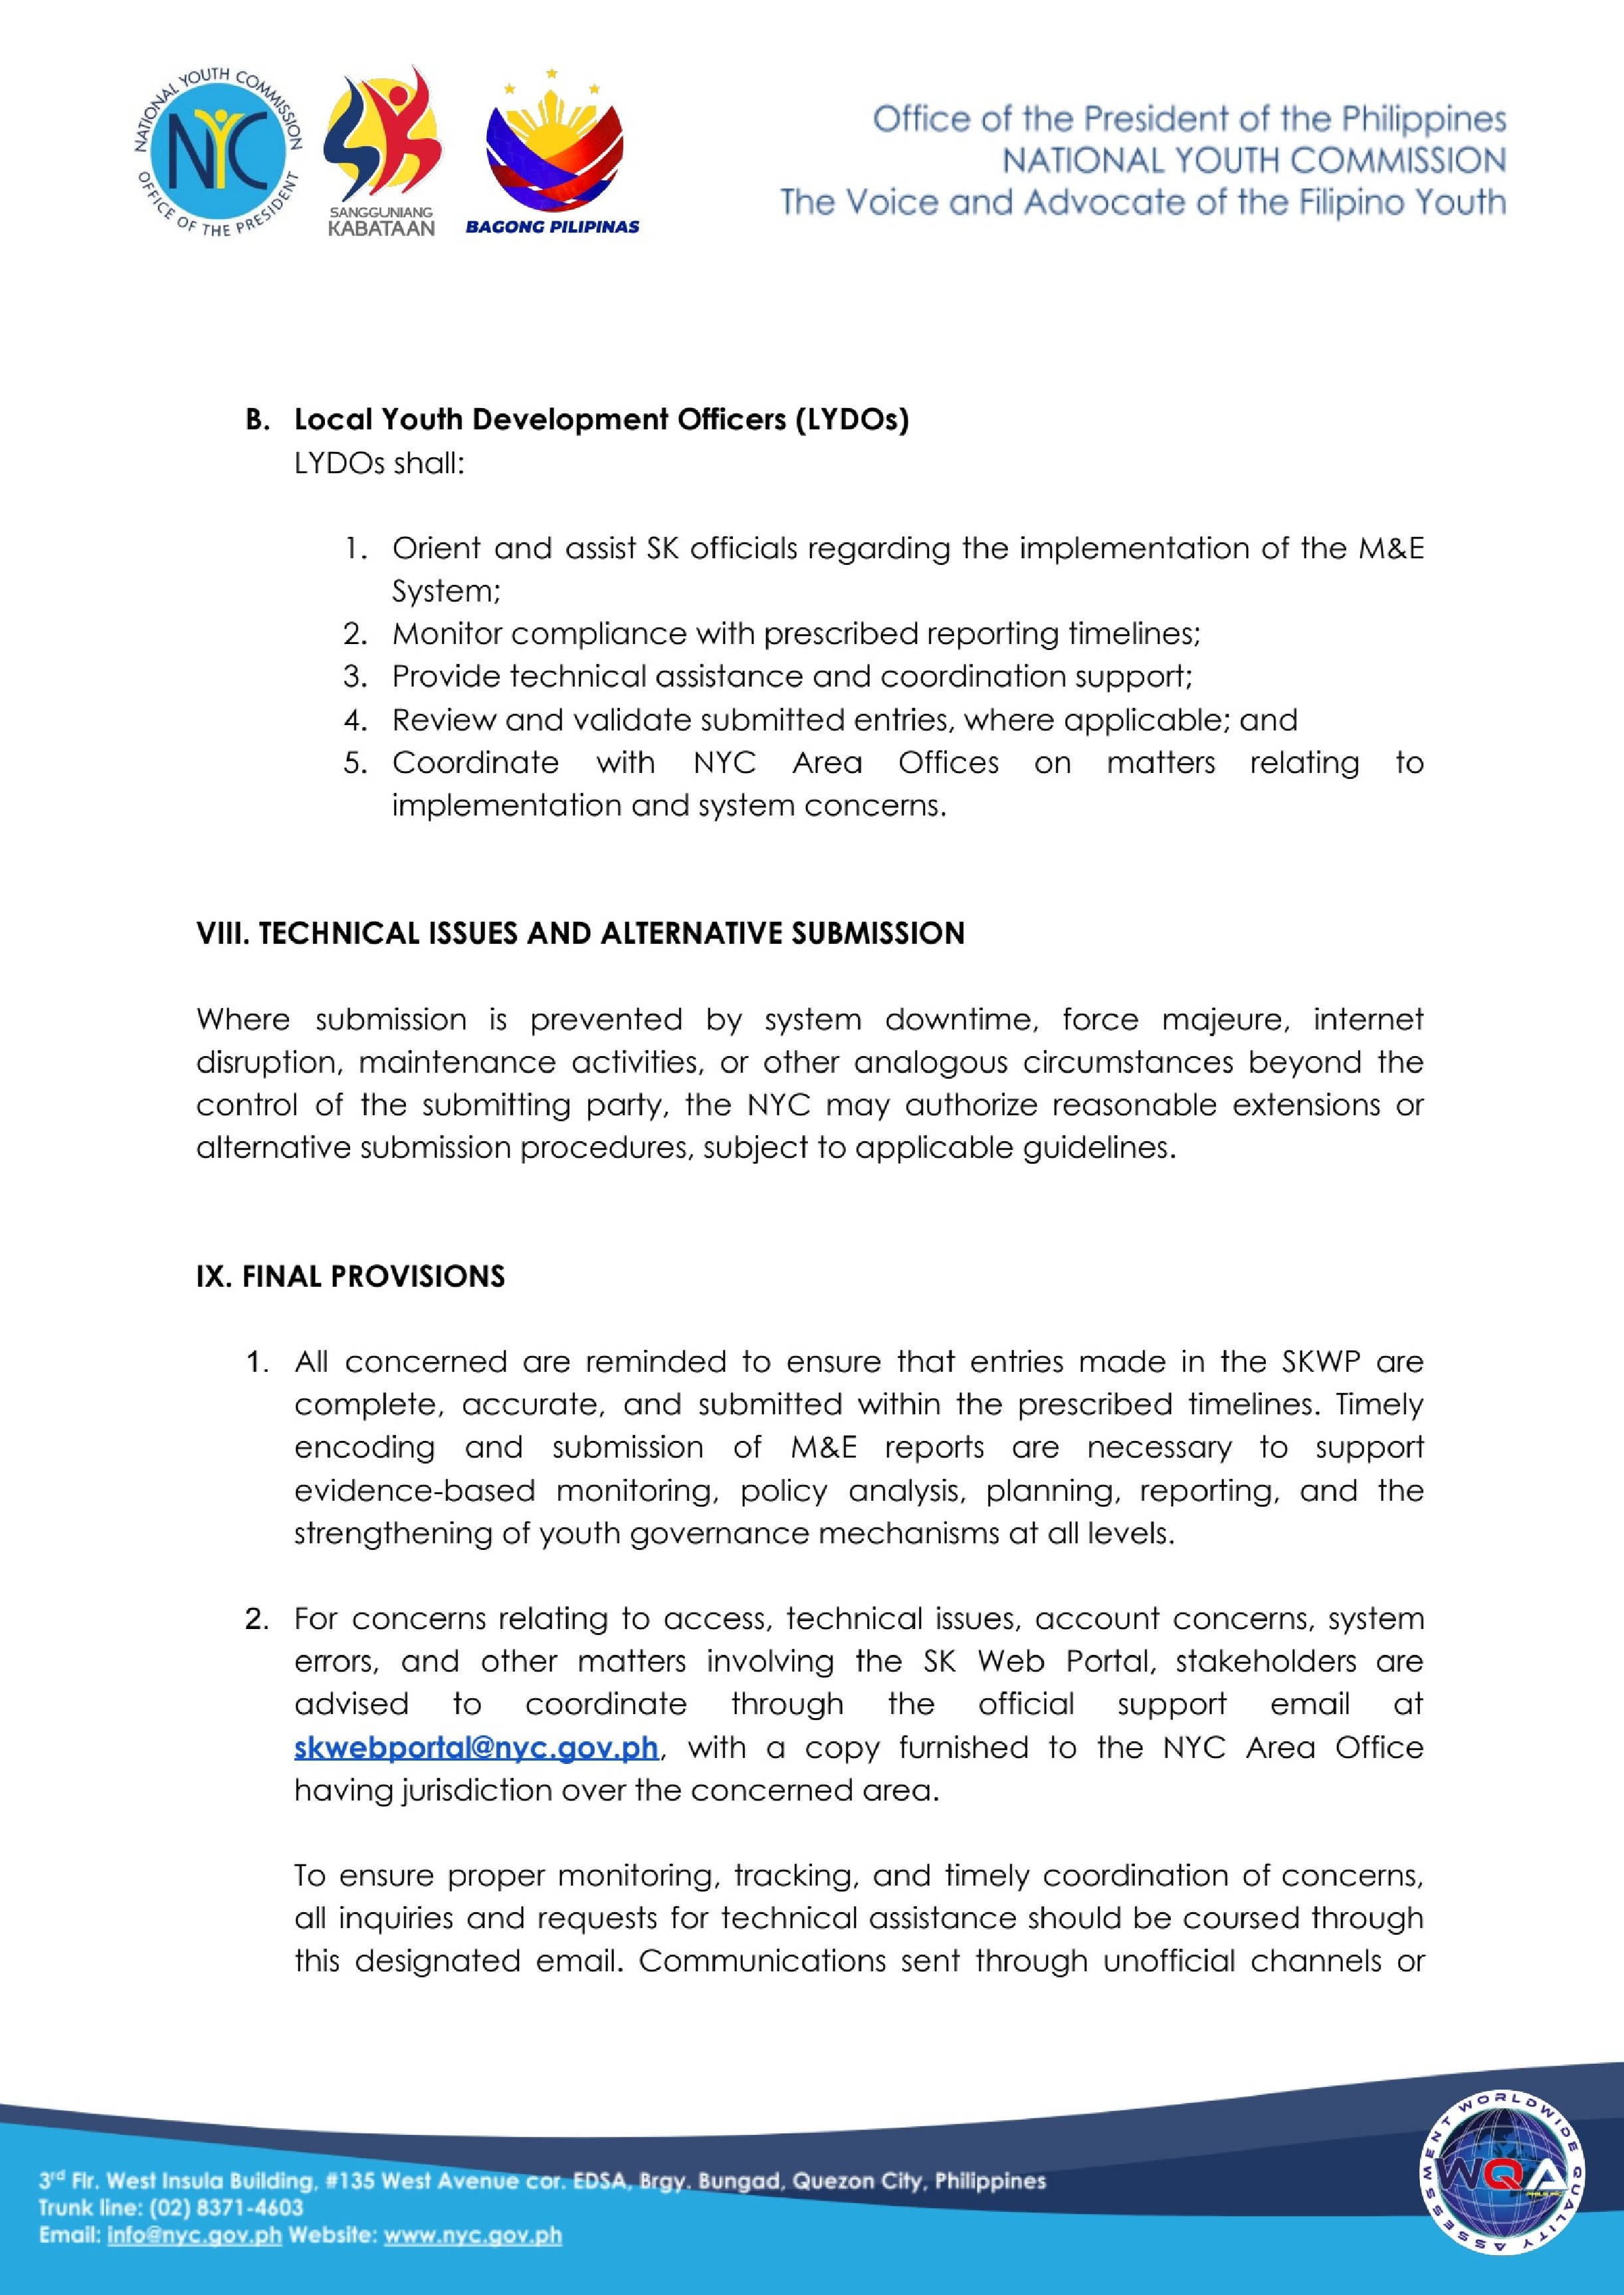 NATIONAL YOUTH COMMISSION
OFFICE OF THE PRESIDENT
NYC
SANGGUNIANG
KABATAAN
BAGONG PILIPINAS
Office of the President of the Philippines
NATIONAL YOUTH COMMISSION
The Voice and Advocate of the Filipino Youth
B. Local Youth Development Officers (LYDOs)
LYDOs shall:
1. Orient and assist SK officials regarding the implementation of the M&E
System;
2. Monitor compliance with prescribed reporting timelines;
3. Provide technical assistance and coordination support;
4. Review and validate submitted entries, where applicable; and
5. Coordinate with NYC Area Offices on matters relating to
implementation and system concerns.
VIII. TECHNICAL ISSUES AND ALTERNATIVE SUBMISSION
Where submission is prevented by system downtime, force majeure, internet
disruption, maintenance activities, or other analogous circumstances beyond the
control of the submitting party, the NYC may authorize reasonable extensions or
alternative submission procedures, subject to applicable guidelines.
IX. FINAL PROVISIONS
1. All concerned are reminded to ensure that entries made in the SKWP are
complete, accurate, and submitted within the prescribed timelines. Timely
encoding and submission of M&E reports are necessary to support
evidence-based monitoring, policy analysis, planning, reporting, and the
strengthening of youth governance mechanisms at all levels.
2. For concerns relating to access, technical issues, account concerns, system
errors, and other matters involving the SK Web Portal, stakeholders are
advised to coordinate through the official support email at
skwebportal@nyc.gov.ph, with a copy furnished to the NYC Area Office
having jurisdiction over the concerned area.
To ensure proper monitoring, tracking, and timely coordination of concerns,
all inquiries and requests for technical assistance should be coursed through
this designated email. Communications sent through unofficial channels or
3rd Flr. West Insula Building, #135 West Avenue cor. EDSA, Brgy. Bungad, Quezon City, Philippines
Trunk line: (02) 8371-4603
Email: info@nyc.gov.ph Website: www.nyc.gov.ph
WORLDWIDE QUALITY ASSESSMENT
WQA